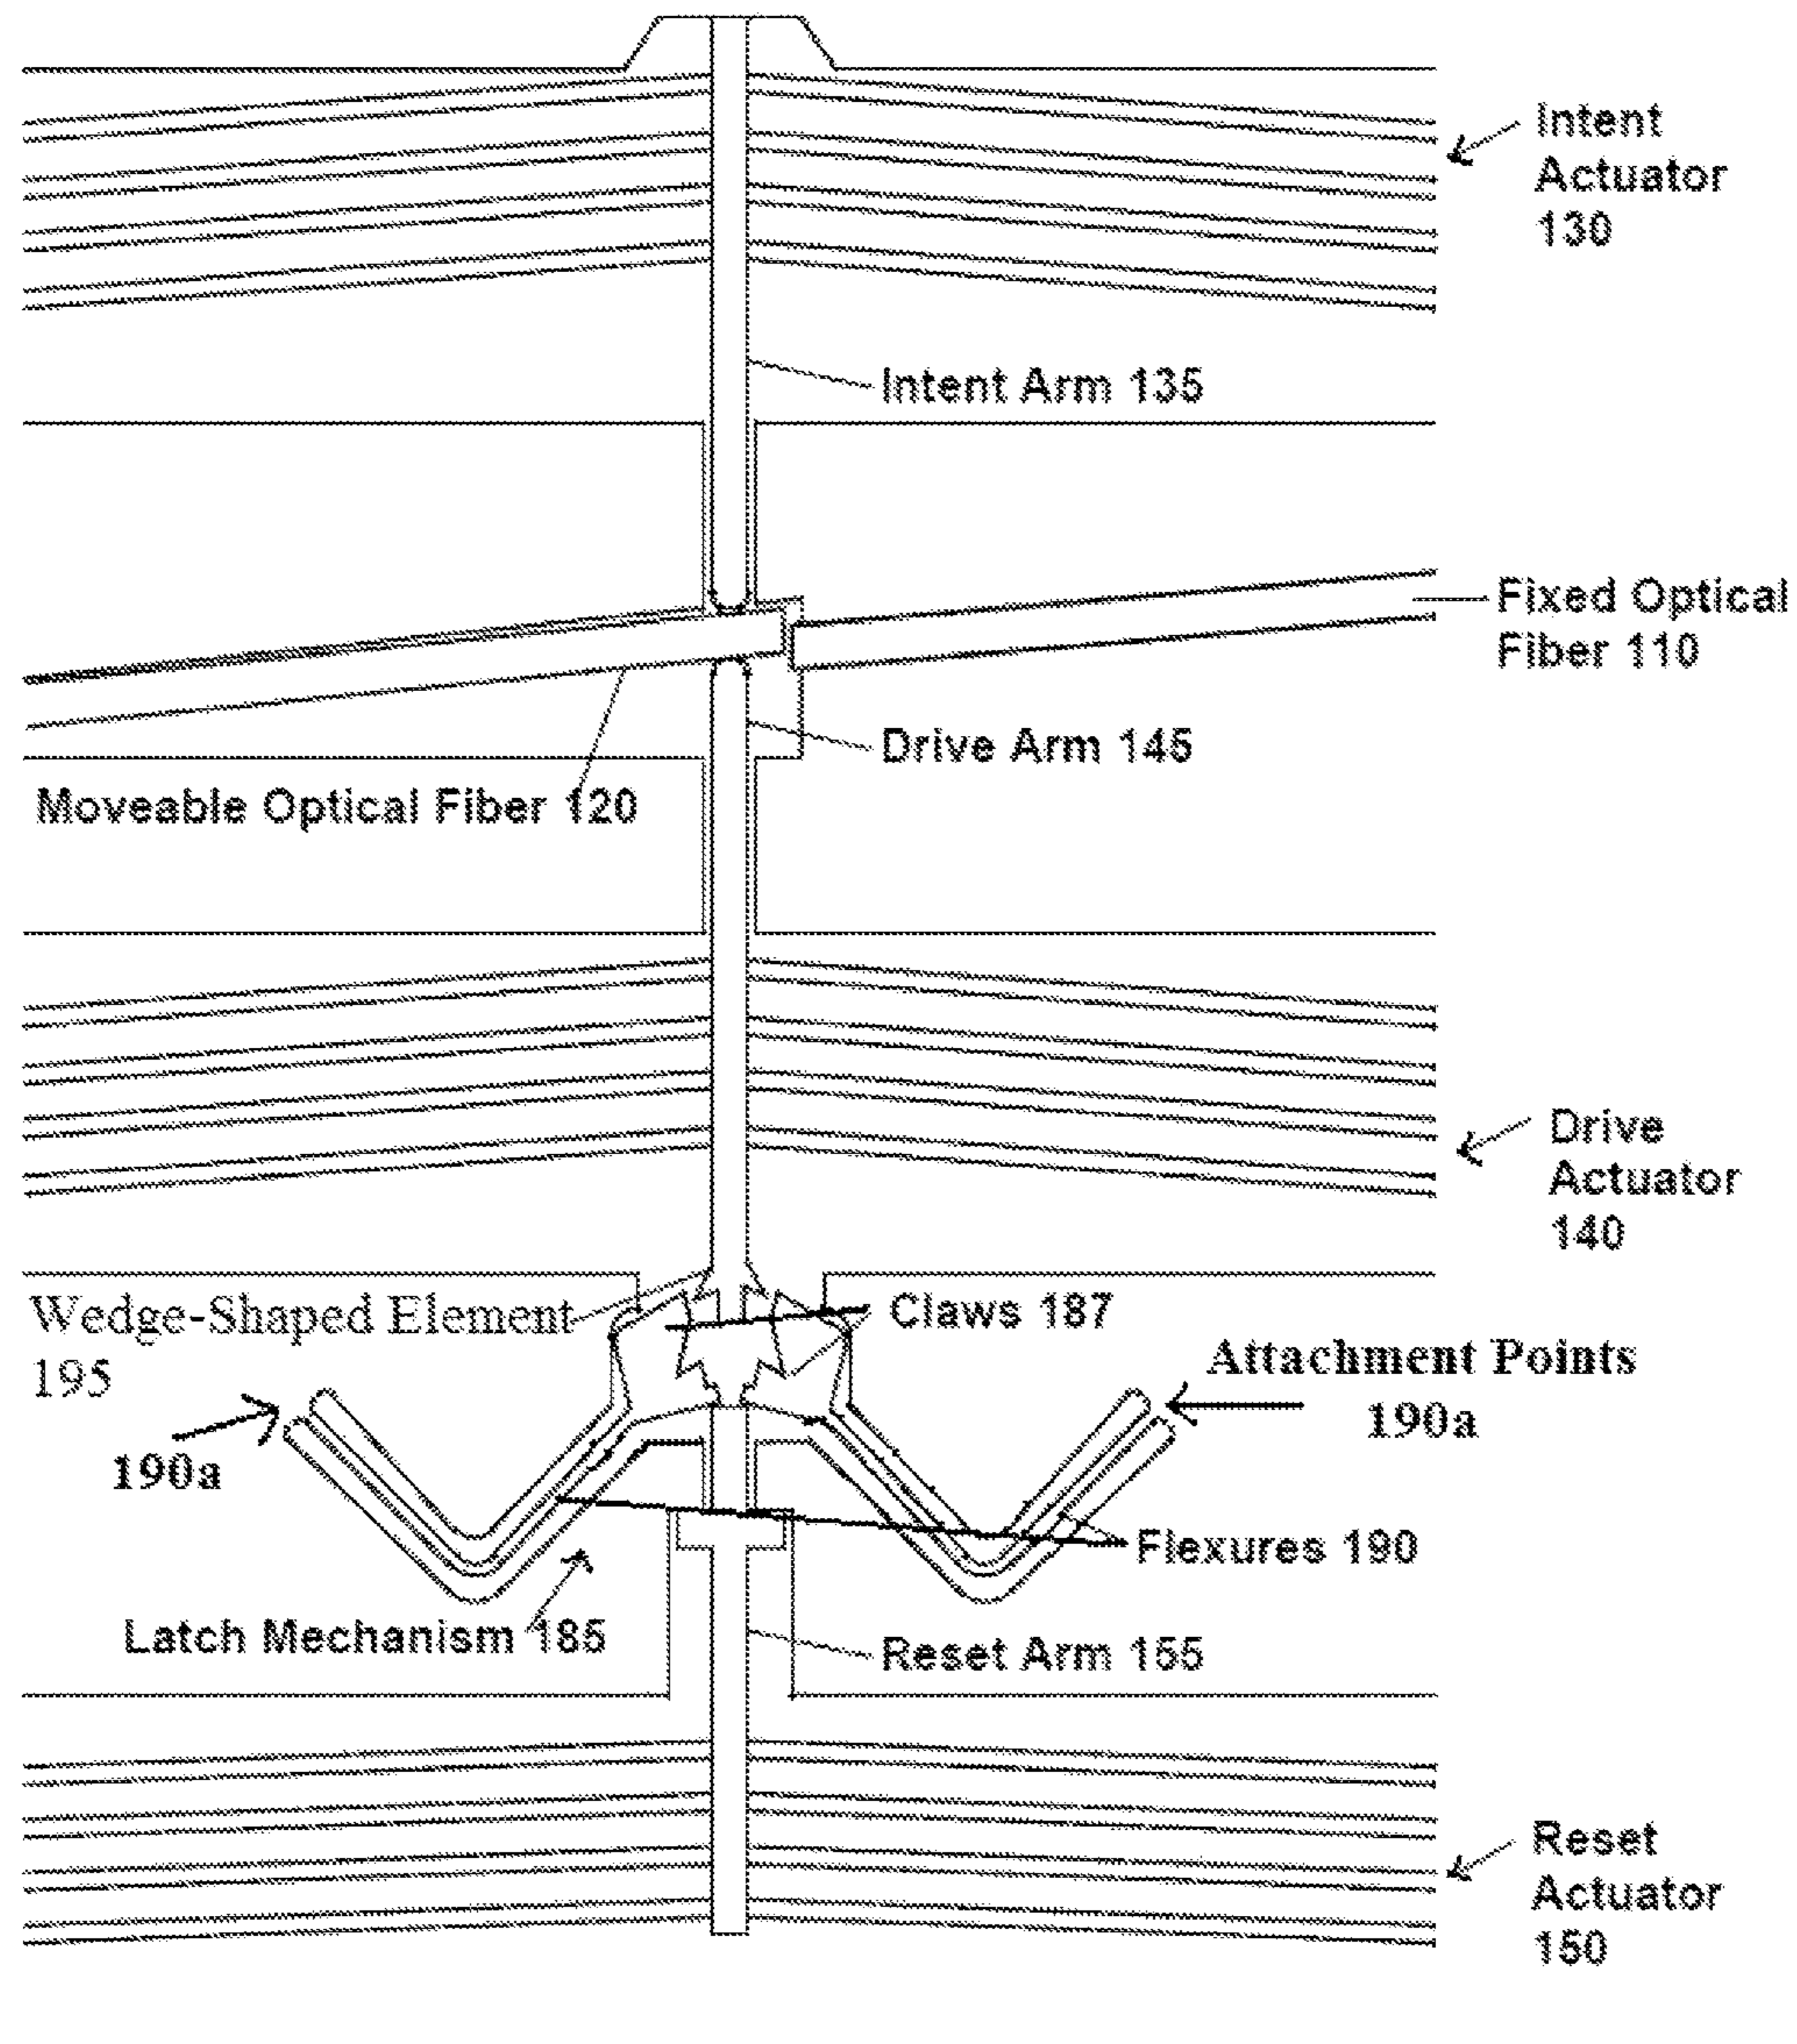 Intent
Actuator
130
Intent Arm 135
Fixed Optical
Fiber 110
Drive Arm 145
Moveable Optical Fiber 120
Drive
Actuator
140
Wedge-Shaped Element
195
Claws 187
Attachment Points
190a
190a
Flexures 190
Latch Mechanism 185
Reset Arm 155
Reset
Actuator
150